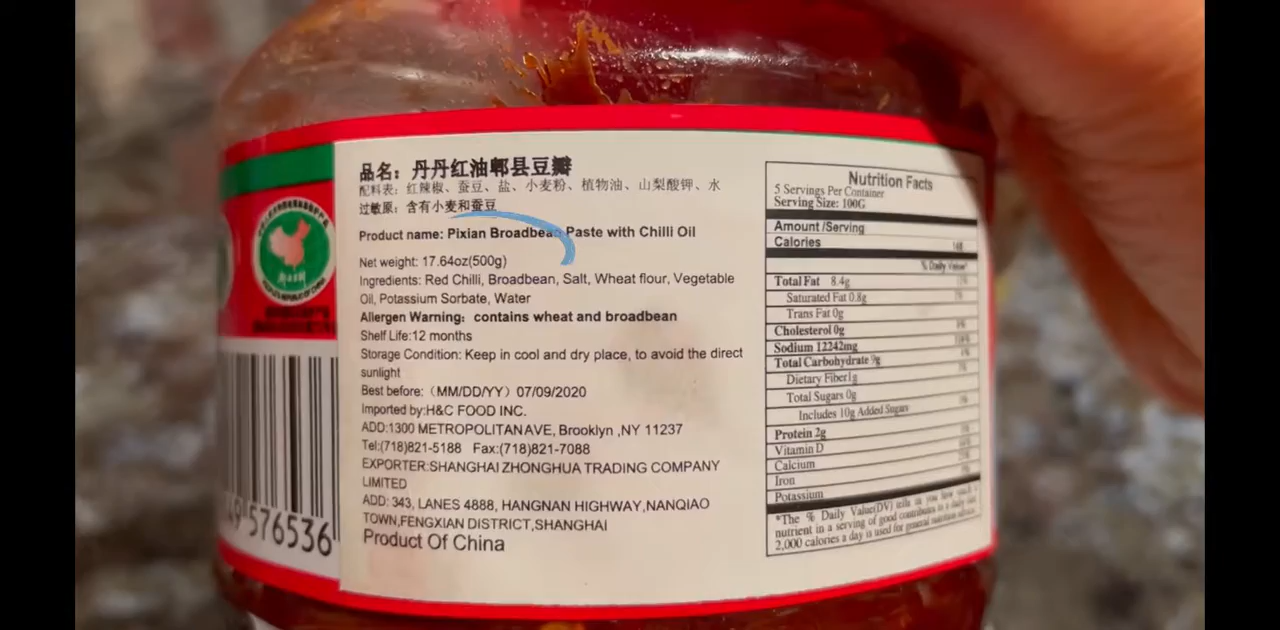 品名：丹丹红油郫县豆瓣
配料表：红辣椒、蚕豆、盐、小麦粉、植物油、山梨酸钾、水
过敏原：含有小麦和蚕豆
Product name: Pixian Broadbean Paste with Chilli Oil
Net weight: 17.64oz(500g)
Ingredients: Red Chilli, Broadbean, Salt, Wheat flour, Vegetable
Oil, Potassium Sorbate, Water
Allergen Warning: contains wheat and broadbean
Shelf Life:12 months
Storage Condition: Keep in cool and dry place, to avoid the direct
sunlight
Best before:（MM/DD/YY）07/09/2020
Imported by:H&C FOOD INC.
ADD:1300 METROPOLITANAVE, Brooklyn ,NY 11237
Tel:(718)821-5188 Fax:(718)821-7088
EXPORTER:SHANGHAI ZHONGHUA TRADING COMPANY
LIMITED
ADD: 343, LANES 4888, HANGNAN HIGHWAY,NANQIAO
TOWN,FENGXIAN DISTRICT,SHANGHAI
Product Of China
576536
Nutrition Facts
5 Servings Per Container
Serving Size: 100G
Amount /Serving
Calories
% Daily Value*
Total Fat 8.4g
Saturated Fat 0.8g
Trans Fat 0g
Cholesterol 0g
Sodium 12242mg
Total Carbohydrate 9g
Dietary Fiber1g
Total Sugars 0g
Includes 10g Added Sugars
Protein 2g
Vitamin D
Calcium
Iron
Potassium
*The % Daily Value(DV) tells you how much a
nutrient in a serving of good contributes to a daily diet
2,000 calories a day is used for general nutrition advice